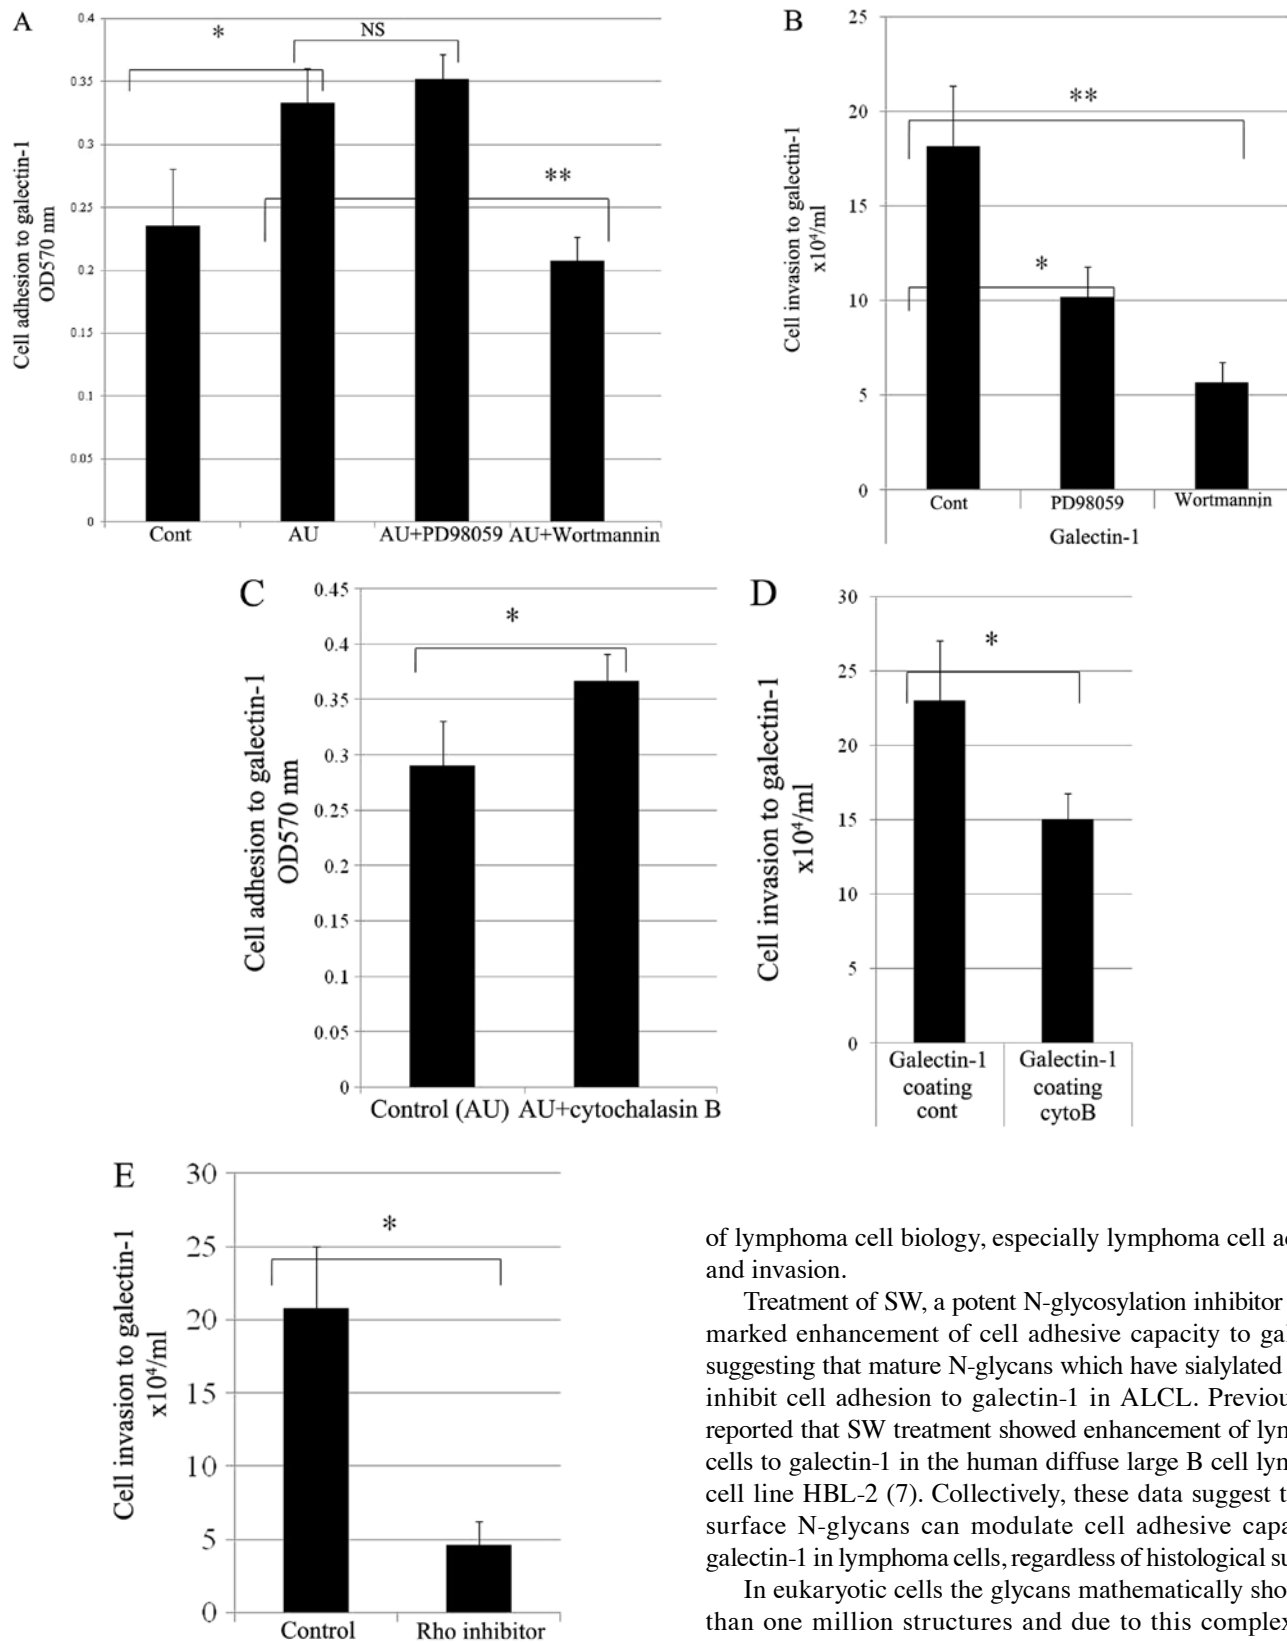 A
Cell adhesion to galectin-1
OD570 nm
0.4
0.35
0.3
0.25
0.2
0.15
0.1
0.05
0
*
NS
**
Cont
AU
AU+PD98059
AU+Wortmannin
B
Cell invasion to galectin-1
x10⁴/ml
25
20
15
10
5
0
**
*
Cont
PD98059
Wortmannin
Galectin-1
C
Cell adhesion to galectin-1
OD570 nm
0.45
0.4
0.35
0.3
0.25
0.2
0.15
0.1
0.05
0
*
Control (AU)
AU+cytochalasin B
D
Cell invasion to galectin-1
x10⁴/ml
30
25
20
15
10
5
0
*
Galectin-1
coating
cont
Galectin-1
coating
cytoB
E
Cell invasion to galectin-1
x10⁴/ml
30
25
20
15
10
5
0
*
Control
Rho inhibitor
of lymphoma cell biology, especially lymphoma cell
and invasion.
Treatment of SW, a potent N-glycosylation inhibitor
marked enhancement of cell adhesive capacity to
suggesting that mature N-glycans which have sialylated
inhibit cell adhesion to galectin-1 in ALCL.
reported that SW treatment showed enhancement of
cells to galectin-1 in the human diffuse large B cell
cell line HBL-2 (7). Collectively, these data suggest
surface N-glycans can modulate cell adhesive
galectin-1 in lymphoma cells, regardless of histological
In eukaryotic cells the glycans mathematically
than one million structures and due to this